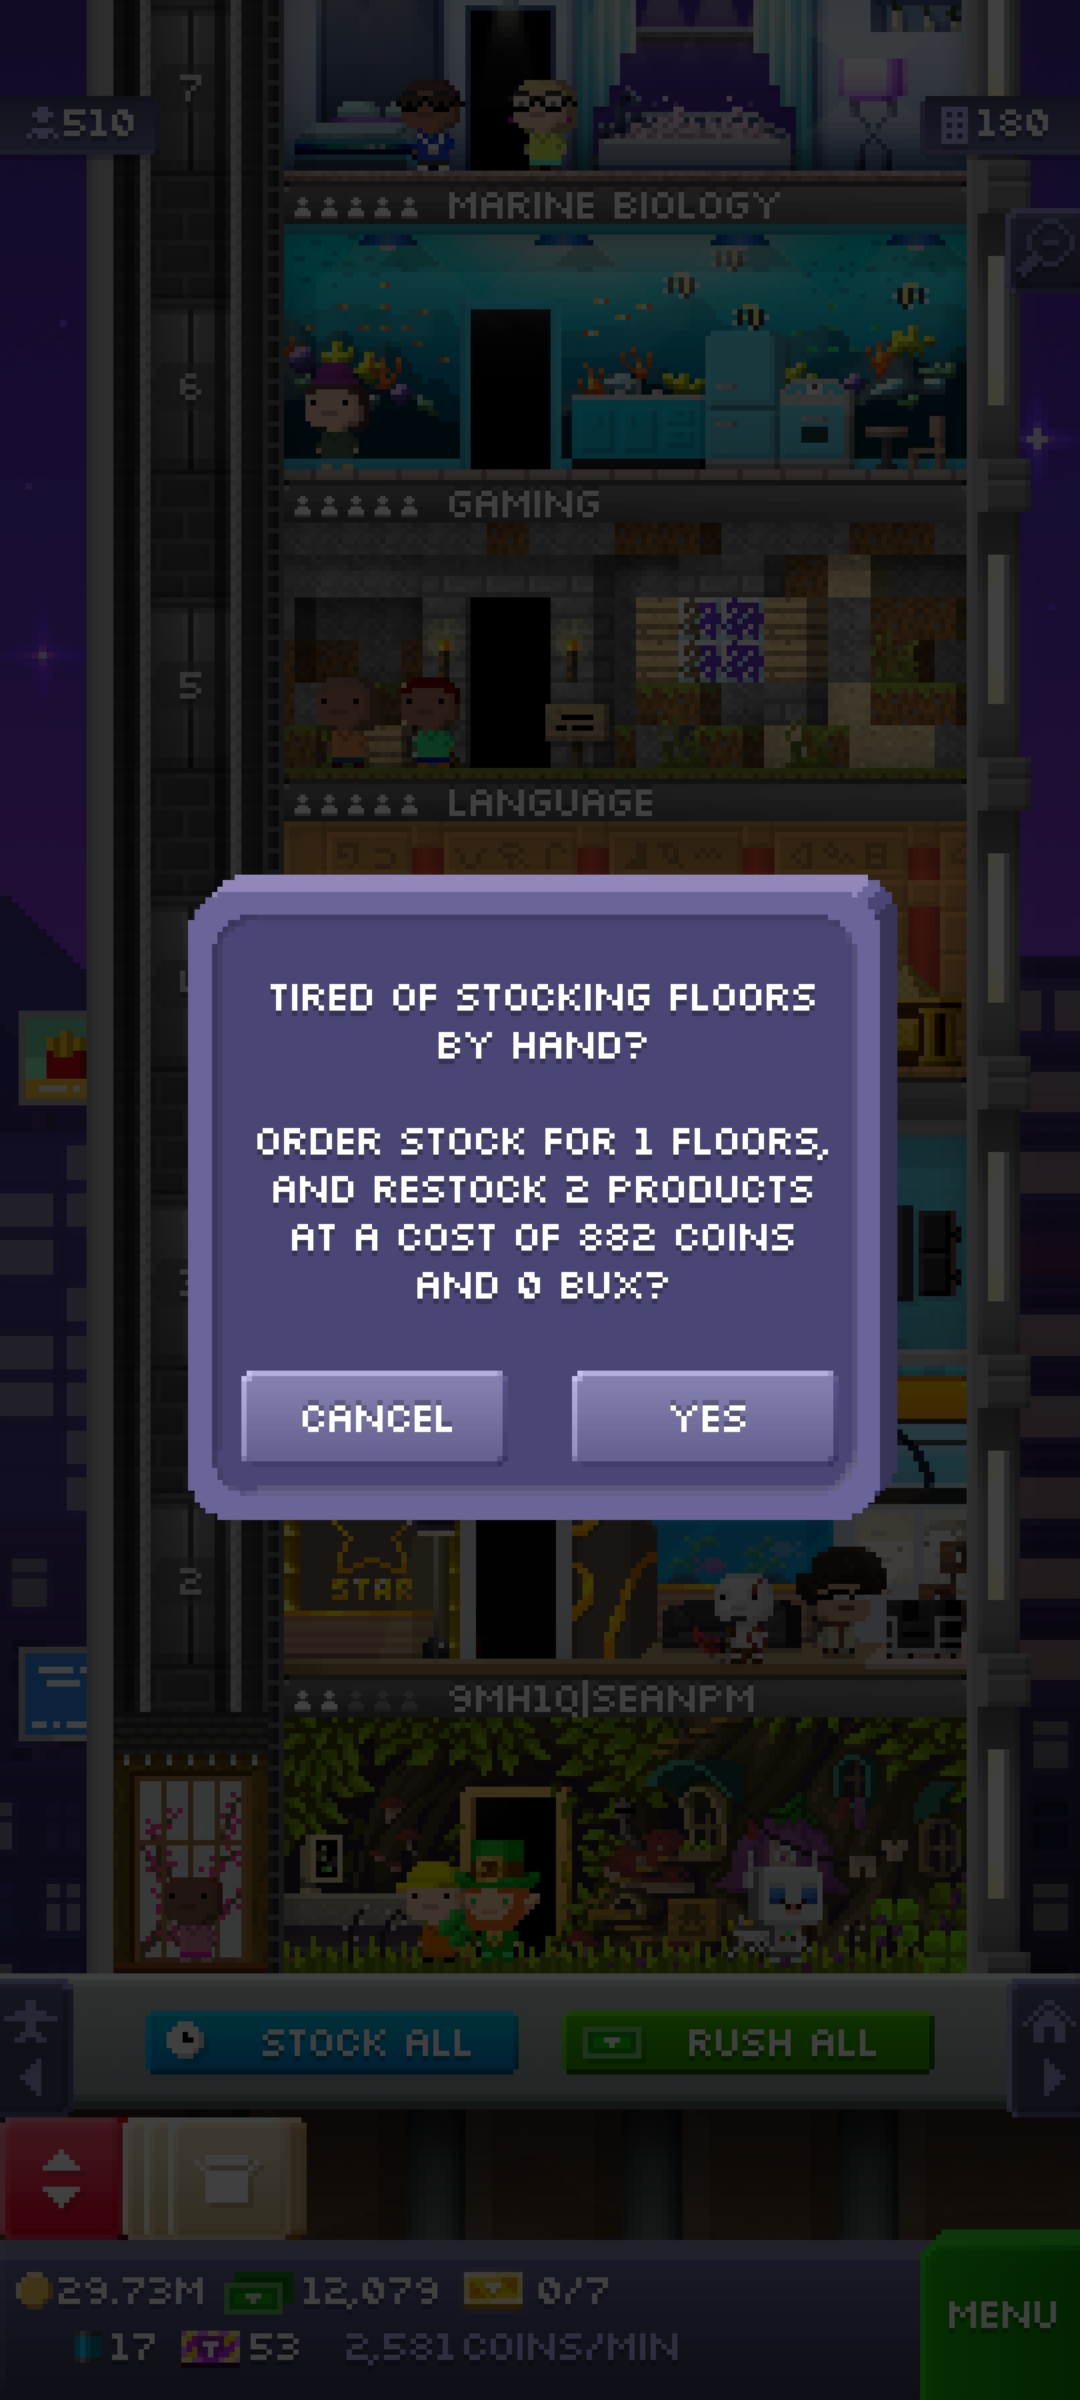 7
510
180
MARINE BIOLOGY
6
GAMING
5
LANGUAGE
TIRED OF STOCKING FLOORS
BY HAND?
ORDER STOCK FOR 1 FLOORS,
AND RESTOCK 2 PRODUCTS
AT A COST OF 882 COINS
AND 0 BUX?
CANCEL
YES
2
STAR
9MH1Q|SEANPM
STOCK ALL
RUSH ALL
29.73M
12,079
0/7
MENU
17
53
2,581 COINS/MIN